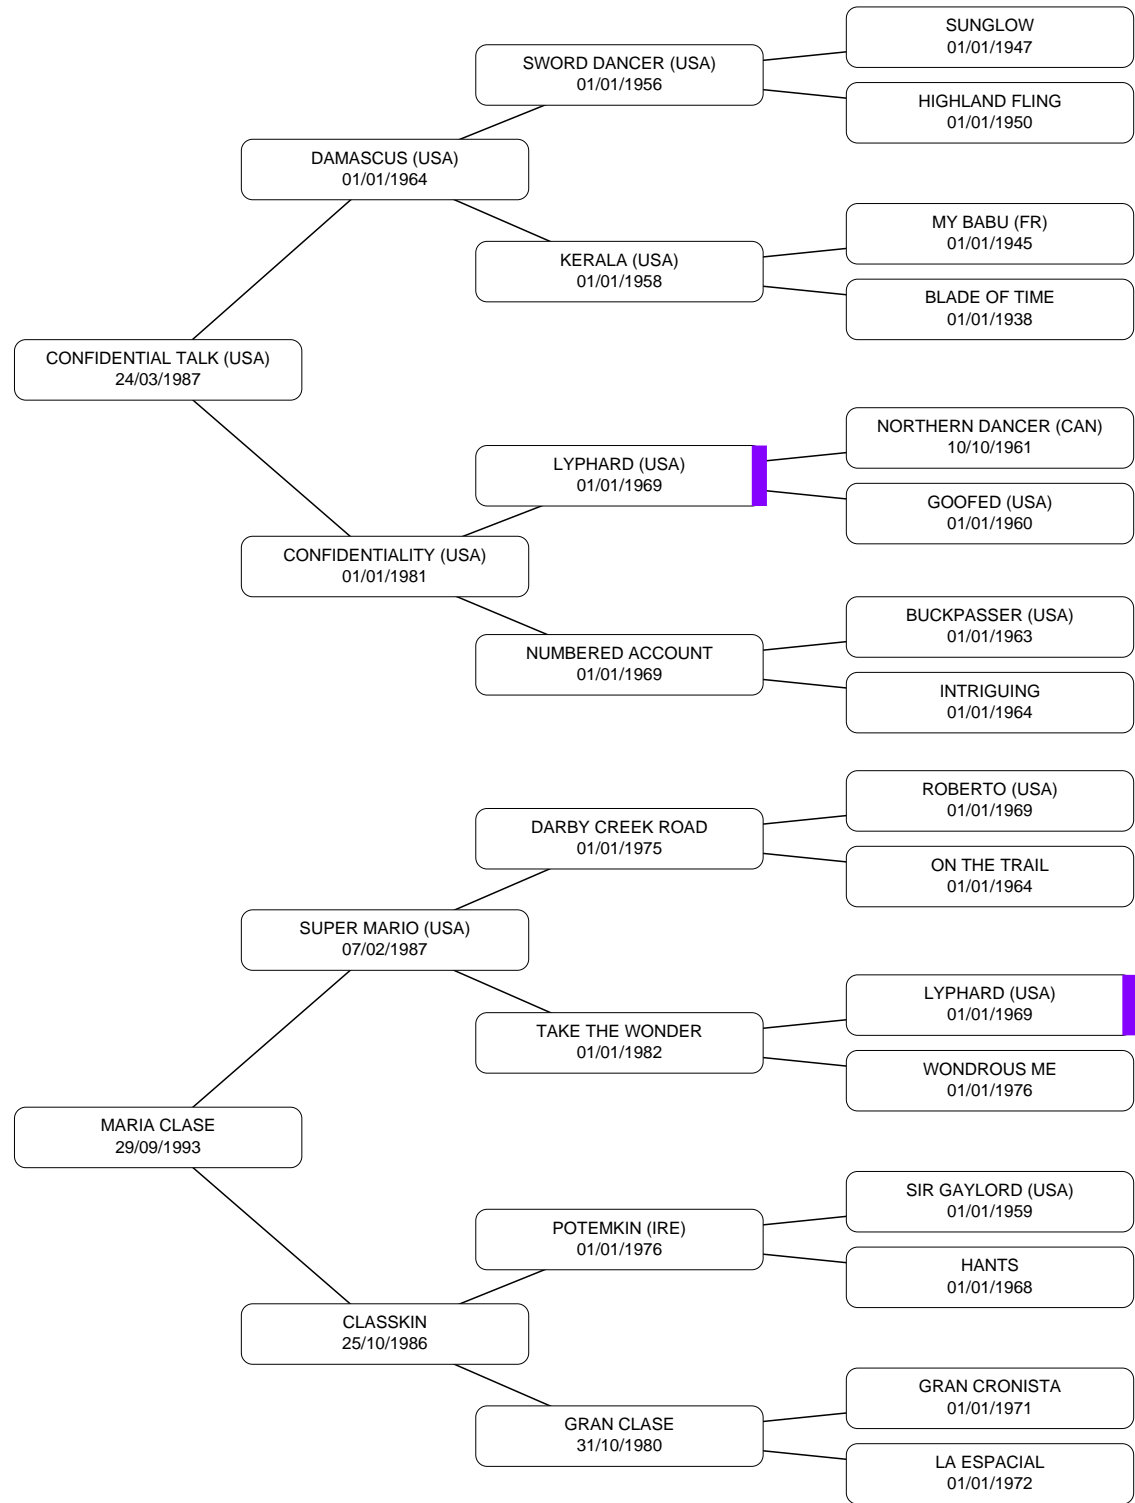 SUNGLOW
01/01/1947
SWORD DANCER (USA)
01/01/1956
HIGHLAND FLING
01/01/1950
DAMASCUS (USA)
01/01/1964
MY BABU (FR)
01/01/1945
KERALA (USA)
01/01/1958
BLADE OF TIME
01/01/1938
CONFIDENTIAL TALK (USA)
24/03/1987
NORTHERN DANCER (CAN)
10/10/1961
LYPHARD (USA)
01/01/1969
GOOFED (USA)
01/01/1960
CONFIDENTIALITY (USA)
01/01/1981
BUCKPASSER (USA)
01/01/1963
NUMBERED ACCOUNT
01/01/1969
INTRIGUING
01/01/1964
ROBERTO (USA)
01/01/1969
DARBY CREEK ROAD
01/01/1975
ON THE TRAIL
01/01/1964
SUPER MARIO (USA)
07/02/1987
LYPHARD (USA)
01/01/1969
TAKE THE WONDER
01/01/1982
WONDROUS ME
01/01/1976
MARIA CLASE
29/09/1993
SIR GAYLORD (USA)
01/01/1959
POTEMKIN (IRE)
01/01/1976
HANTS
01/01/1968
CLASSKIN
25/10/1986
GRAN CRONISTA
01/01/1971
GRAN CLASE
31/10/1980
LA ESPACIAL
01/01/1972